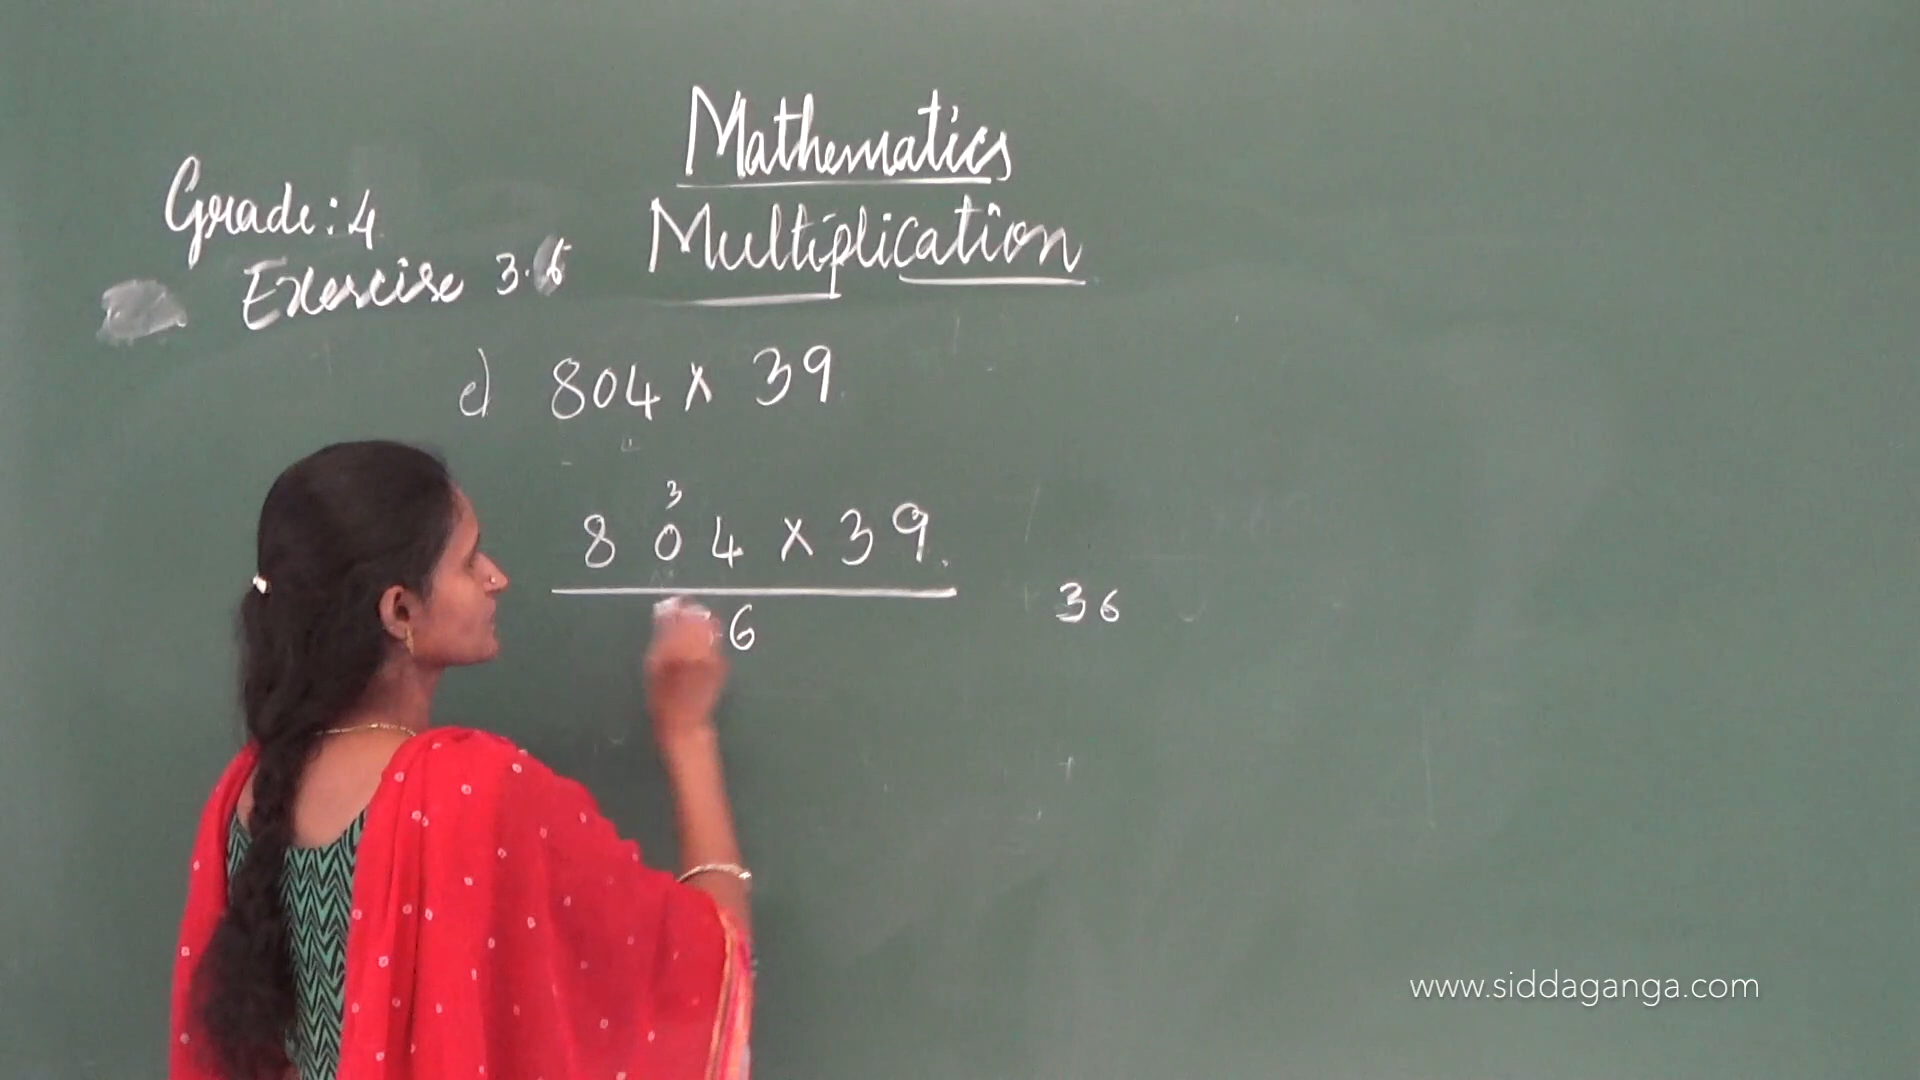 Mathematics
Grade: 4
Multiplication
Exercise 3.6
e) 804 x 39
3
8 0 4 x 3 9.
36
6
www.siddaganga.com